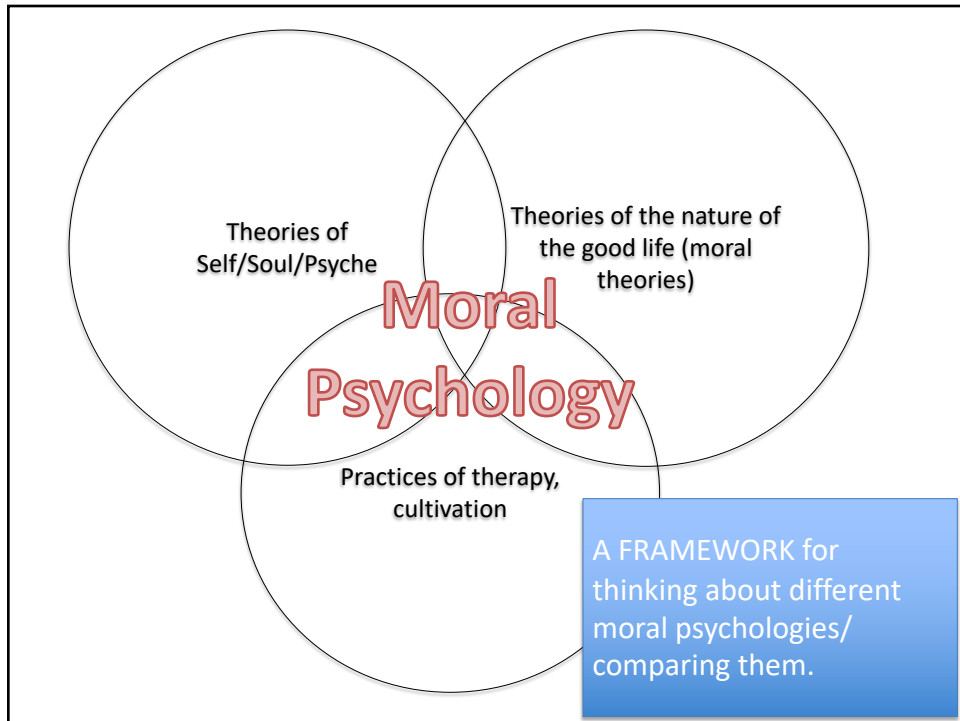 Theories of
Self/Soul/Psyche
Theories of the nature of
the good life (moral
theories)
Moral
Psychology
Practices of therapy,
cultivation
A FRAMEWORK for
thinking about different
moral psychologies/
comparing them.